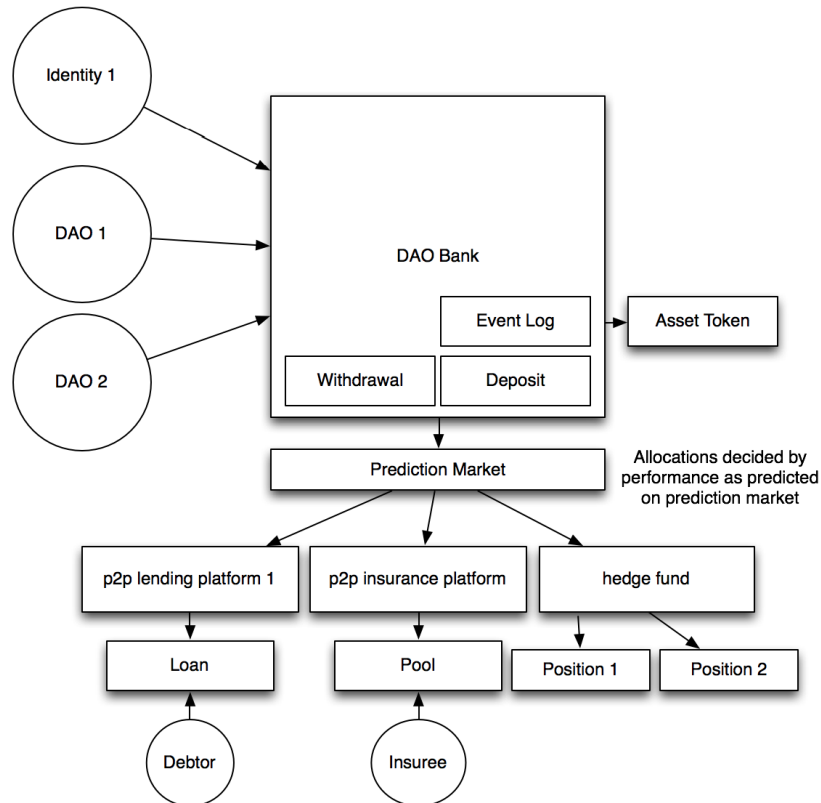 Identity 1
DAO 1
DAO Bank
Event Log
Asset Token
DAO 2
Withdrawal
Deposit
Prediction Market
Allocations decided by
performance as predicted
on prediction market
p2p lending platform 1
p2p insurance platform
hedge fund
Loan
Pool
Position 1
Position 2
Debtor
Insuree